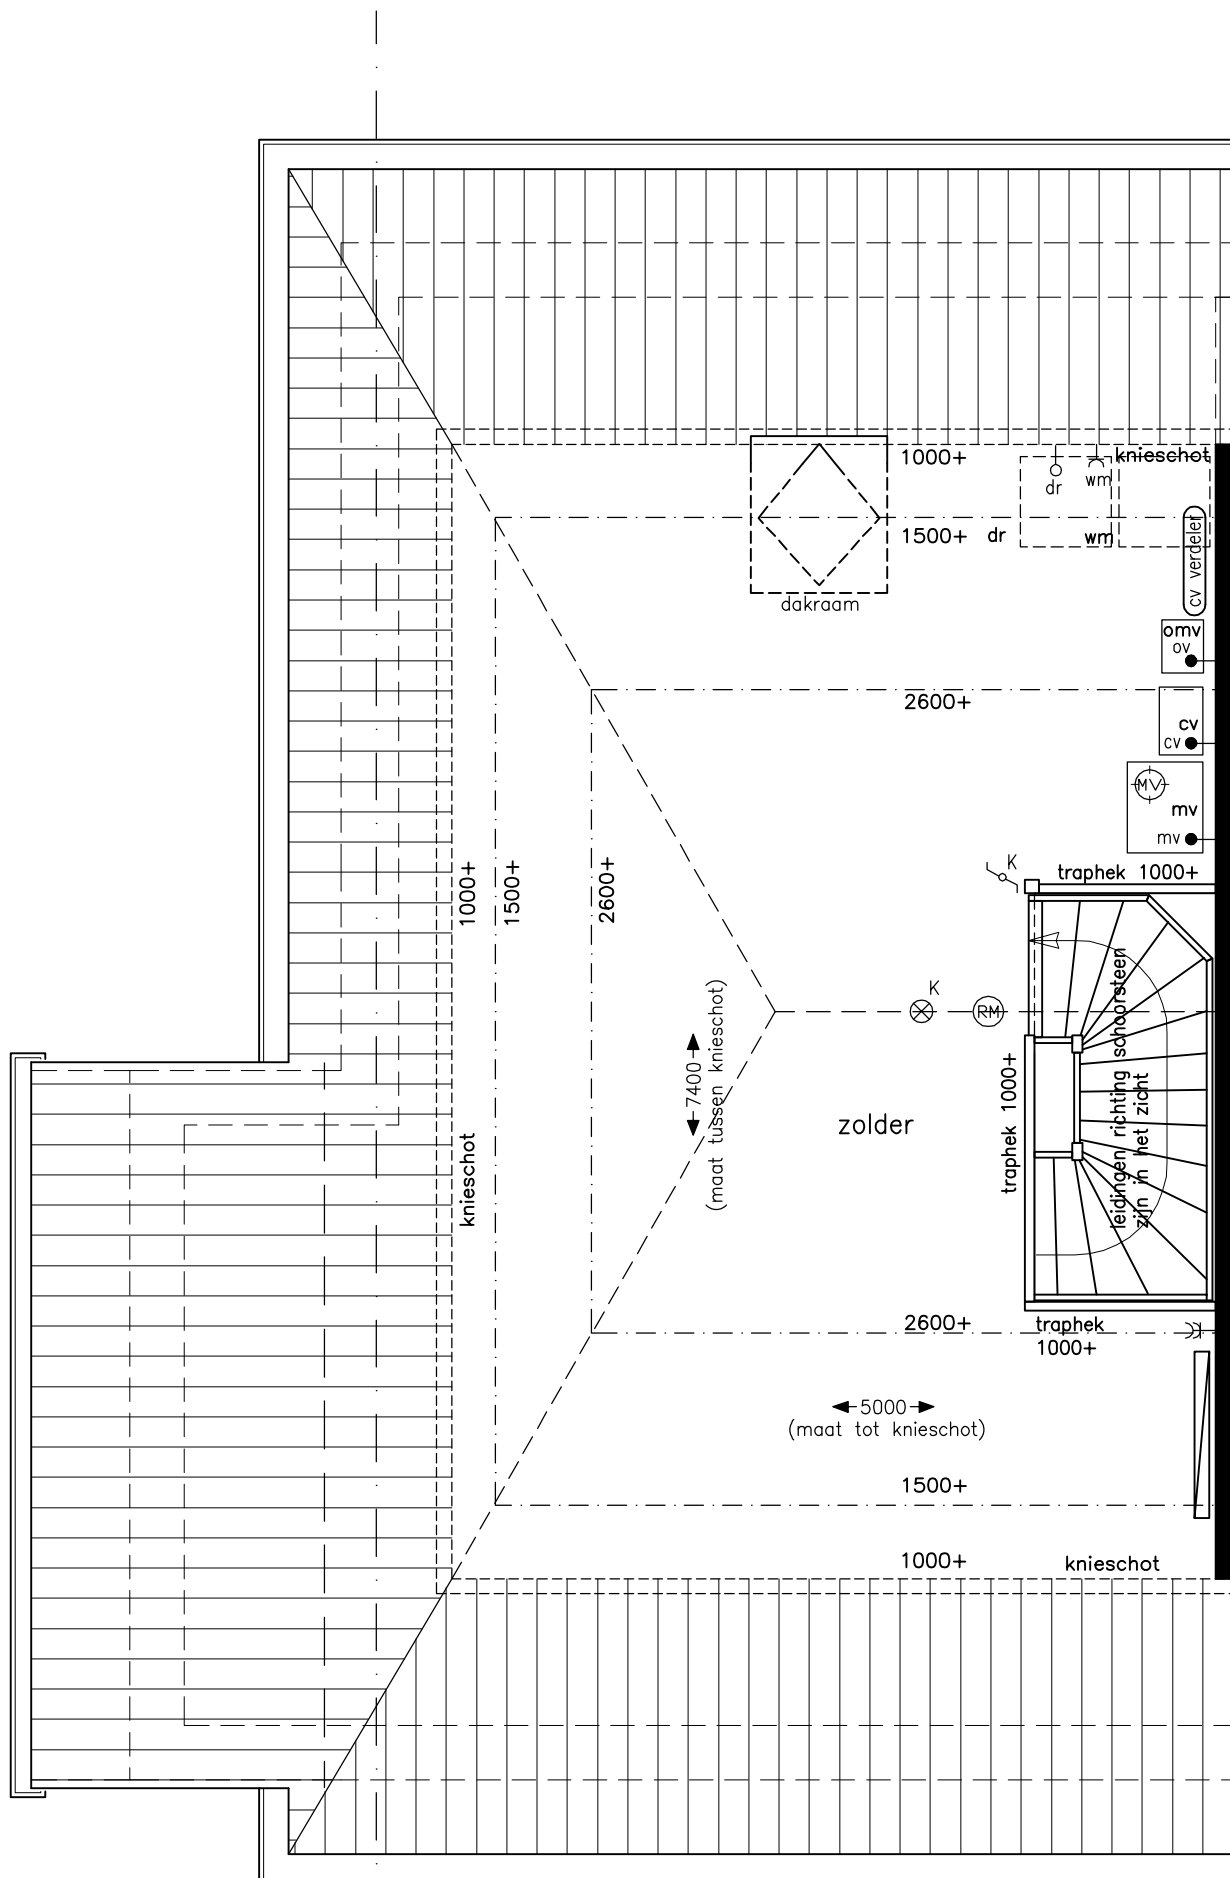 1000+
knieschot
dr
wm
1500+ dr
wm
cv verdeler
dakraam
omv
ov
2600+
cv
cv
MV
mv
mv
K
traphek 1000+
1000+
1500+
2600+
K
RM
leidingen richting schoorsteen
zijn in het zicht
7400
(maat tussen knieschot)
traphek 1000+
zolder
knieschot
2600+
traphek
1000+
5000
(maat tot knieschot)
1500+
1000+
knieschot